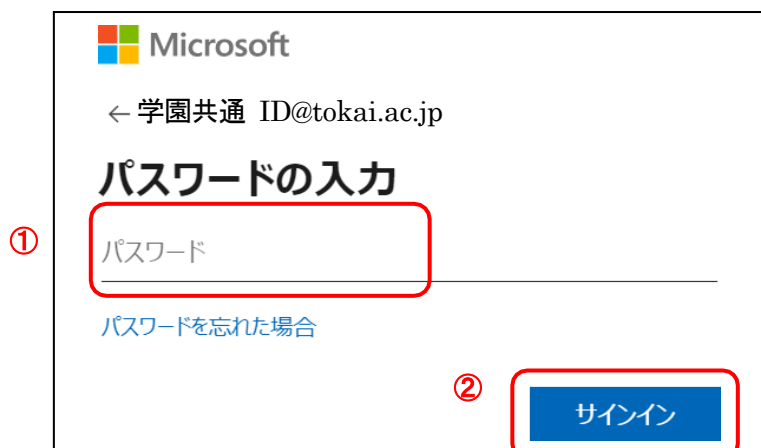 Microsoft
← 学園共通 ID@tokai.ac.jp
パスワードの入力
①
パスワード
パスワードを忘れた場合
②
サインイン